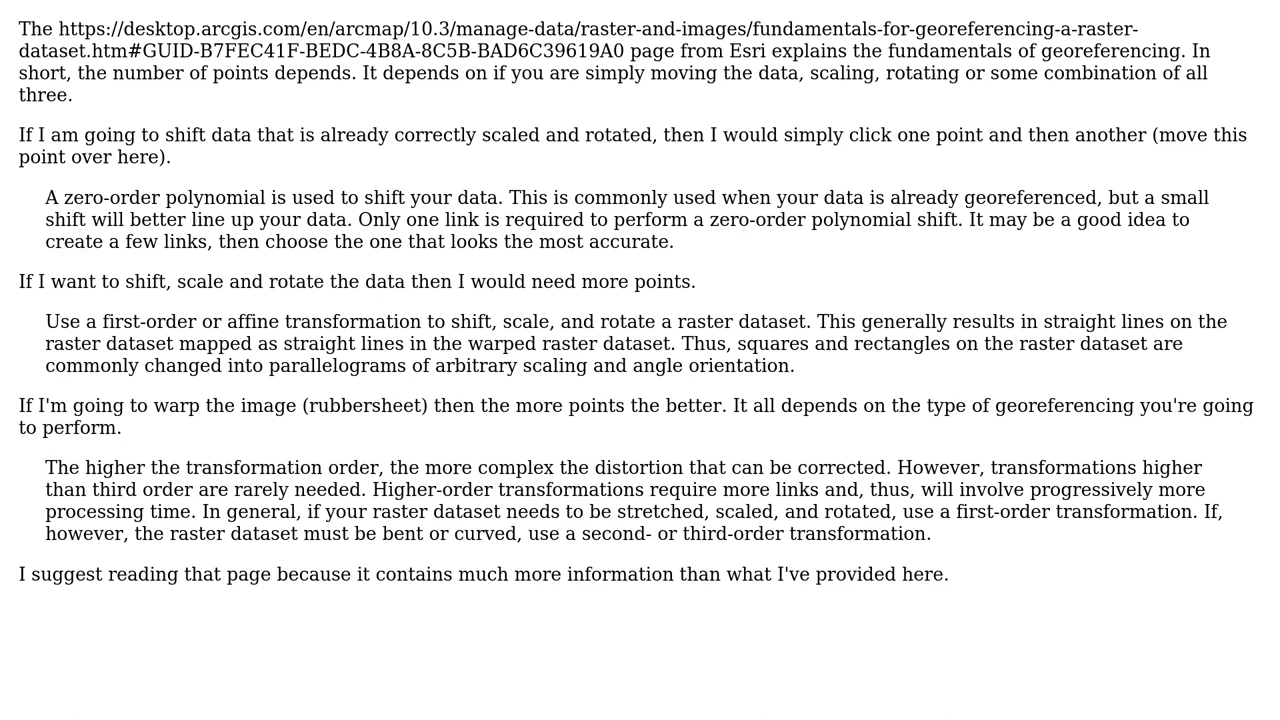 The https://desktop.arcgis.com/en/arcmap/10.3/manage-data/raster-and-images/fundamentals-for-georeferencing-a-raster-
dataset.htm#GUID-B7FEC41F-BEDC-4B8A-8C5B-BAD6C39619A0 page from Esri explains the fundamentals of georeferencing. In
short, the number of points depends. It depends on if you are simply moving the data, scaling, rotating or some combination of all
three.
If I am going to shift data that is already correctly scaled and rotated, then I would simply click one point and then another (move this
point over here).
A zero-order polynomial is used to shift your data. This is commonly used when your data is already georeferenced, but a small
shift will better line up your data. Only one link is required to perform a zero-order polynomial shift. It may be a good idea to
create a few links, then choose the one that looks the most accurate.
If I want to shift, scale and rotate the data then I would need more points.
Use a first-order or affine transformation to shift, scale, and rotate a raster dataset. This generally results in straight lines on the
raster dataset mapped as straight lines in the warped raster dataset. Thus, squares and rectangles on the raster dataset are
commonly changed into parallelograms of arbitrary scaling and angle orientation.
If I'm going to warp the image (rubbersheet) then the more points the better. It all depends on the type of georeferencing you're going
to perform.
The higher the transformation order, the more complex the distortion that can be corrected. However, transformations higher
than third order are rarely needed. Higher-order transformations require more links and, thus, will involve progressively more
processing time. In general, if your raster dataset needs to be stretched, scaled, and rotated, use a first-order transformation. If,
however, the raster dataset must be bent or curved, use a second- or third-order transformation.
I suggest reading that page because it contains much more information than what I've provided here.